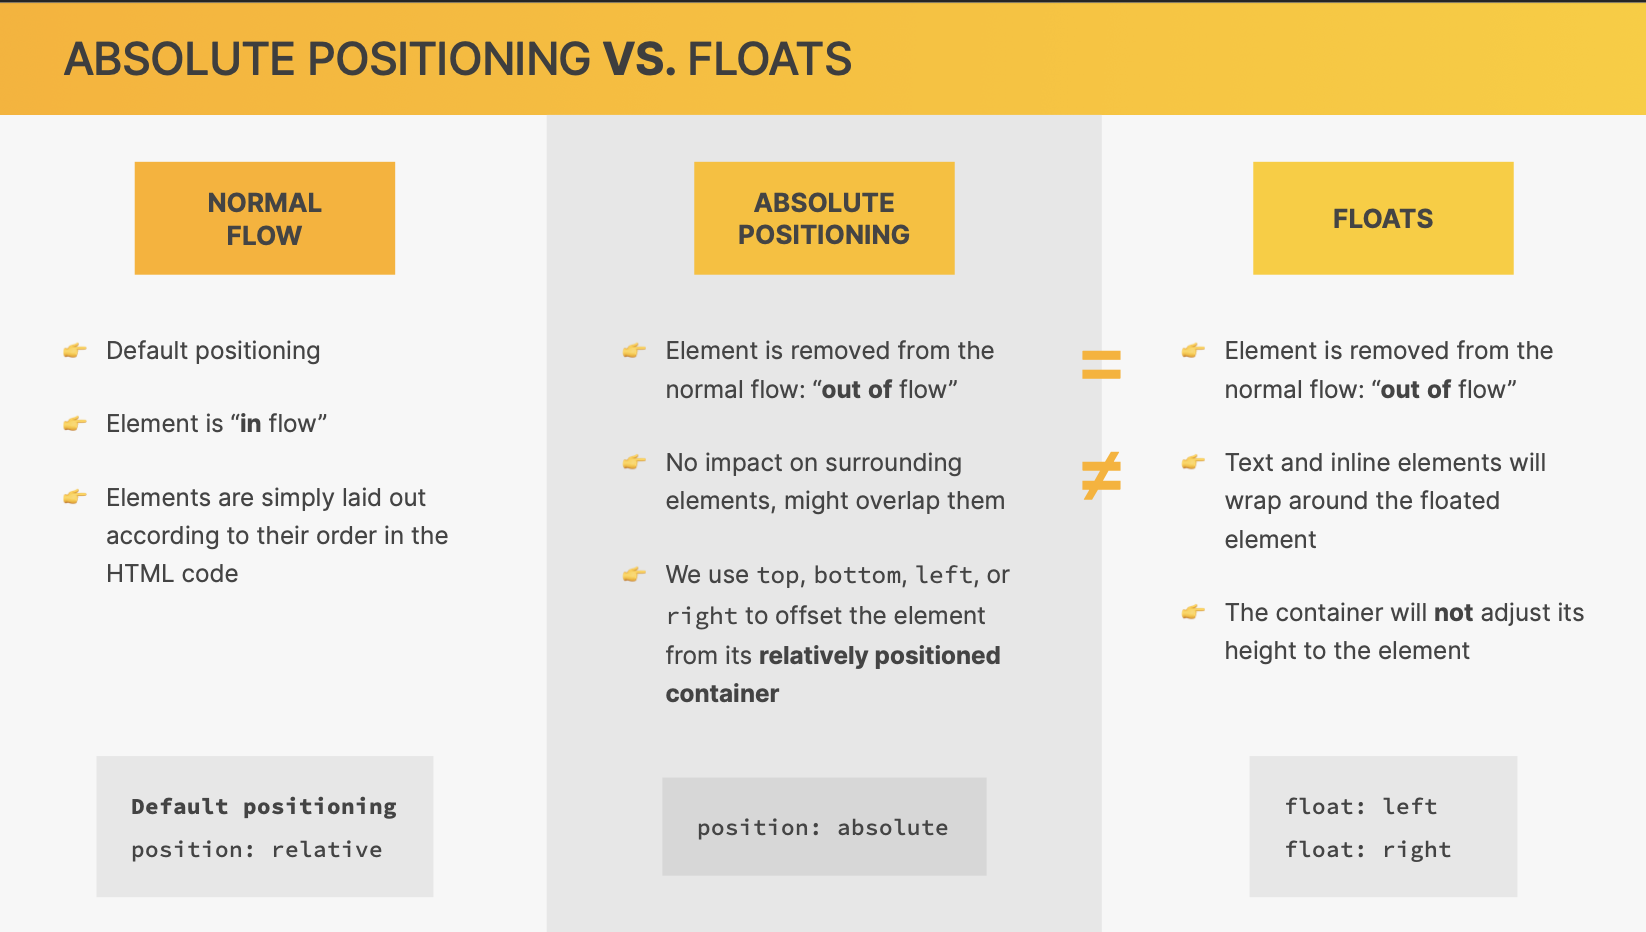 ABSOLUTE POSITIONING VS. FLOATS
NORMAL
FLOW
Default positioning
Element is “in flow”
Elements are simply laid out
according to their order in the
HTML code
Default positioning
position: relative
ABSOLUTE
POSITIONING
Element is removed from the
normal flow: “out of flow”
No impact on surrounding
elements, might overlap them
We use top, bottom, left, or
right to offset the element
from its relatively positioned
container
position: absolute
=
≠
FLOATS
Element is removed from the
normal flow: “out of flow”
Text and inline elements will
wrap around the floated
element
The container will not adjust its
height to the element
float: left
float: right